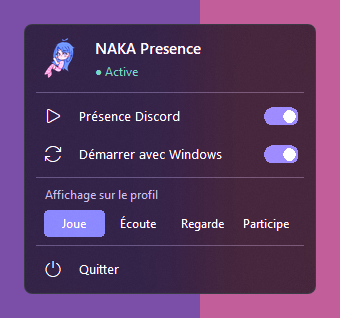 NAKA Presence
• Active
Présence Discord
Démarrer avec Windows
Affichage sur le profil
Joue Écoute Regarde Participe
Quitter